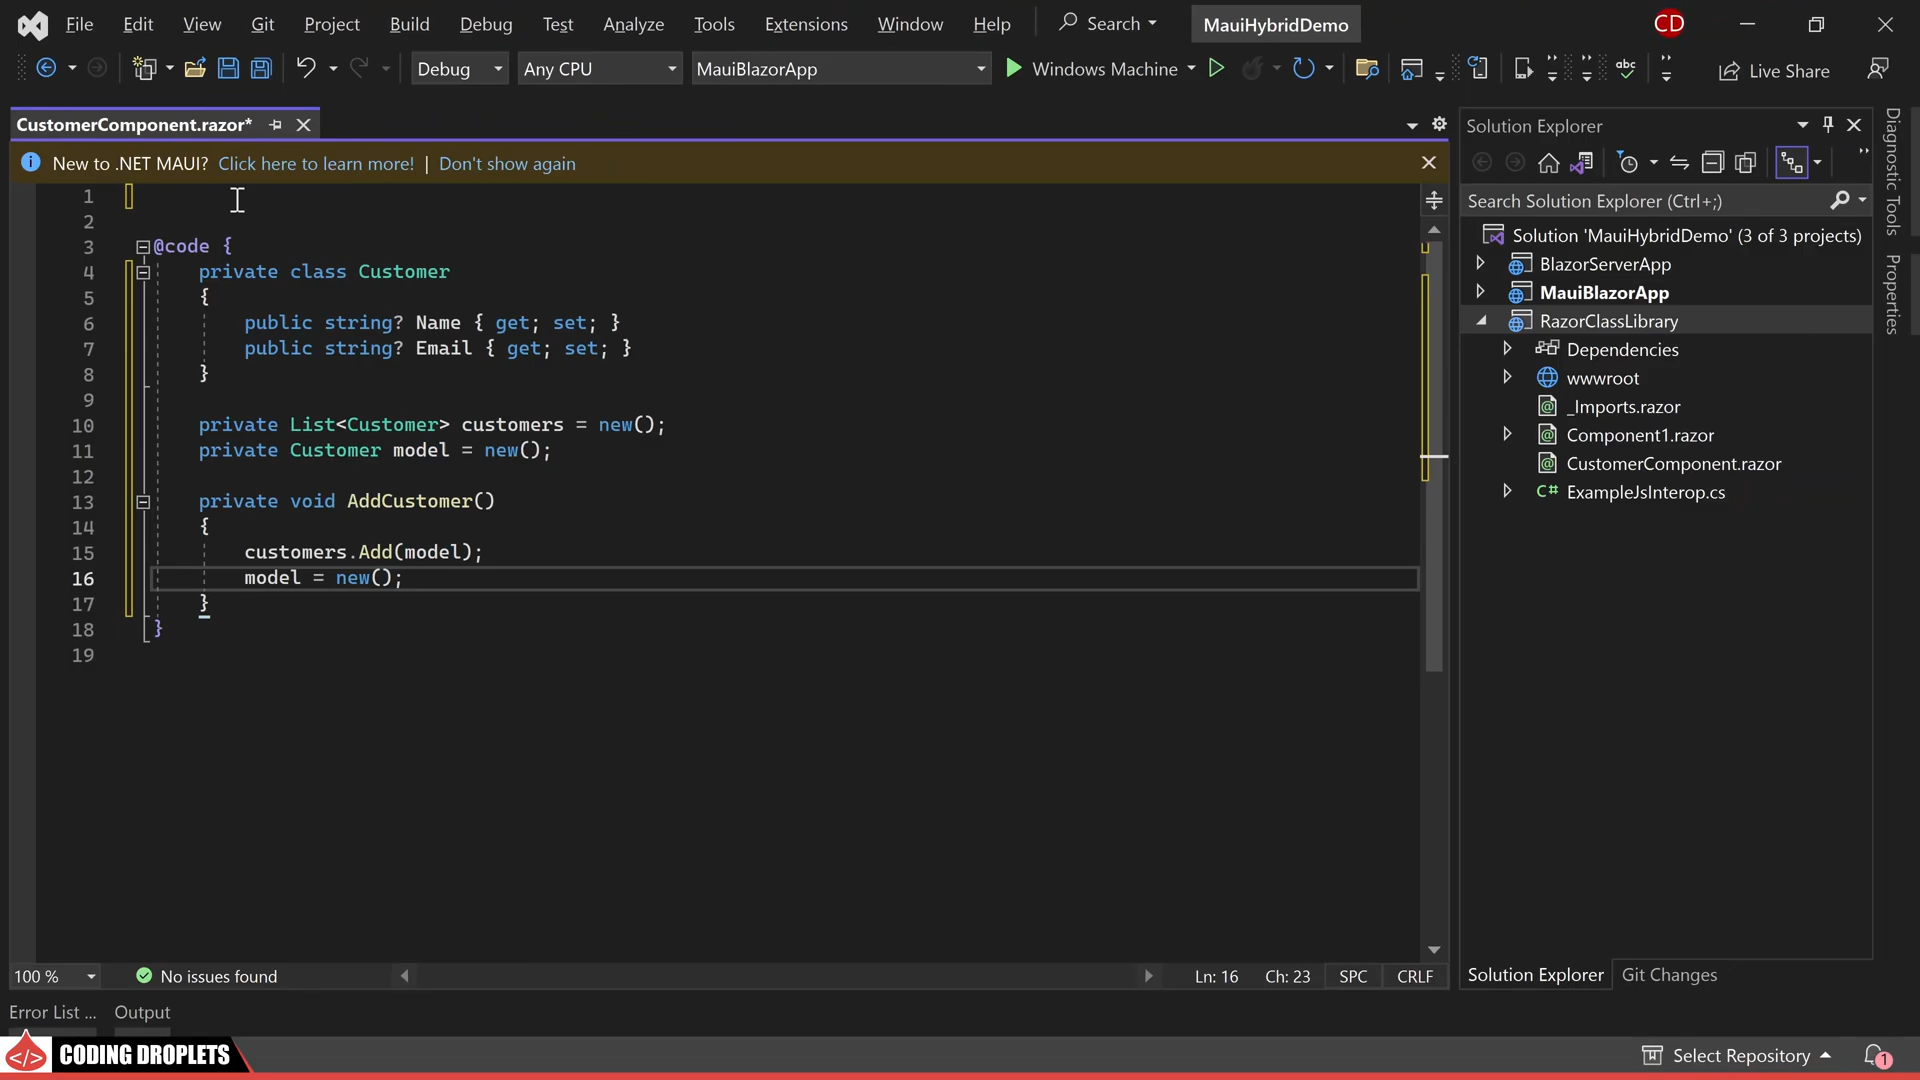 File Edit View Git Project Build Debug Test Analyze Tools Extensions Window Help Search MauiHybridDemo CD
Debug Any CPU MauiBlazorApp Windows Machine abc Live Share
CustomerComponent.razor*
New to .NET MAUI? Click here to learn more! | Don't show again
1
2
3 @code {
4 private class Customer
5 {
6 public string? Name { get; set; }
7 public string? Email { get; set; }
8 }
9
10 private List<Customer> customers = new();
11 private Customer model = new();
12
13 private void AddCustomer()
14 {
15 customers.Add(model);
16 model = new();
17 }
18 }
19
100 % No issues found Ln: 16 Ch: 23 SPC CRLF
Error List ... Output
Solution Explorer
Search Solution Explorer (Ctrl+;)
Solution 'MauiHybridDemo' (3 of 3 projects)
BlazorServerApp
MauiBlazorApp
RazorClassLibrary
Dependencies
wwwroot
_Imports.razor
Component1.razor
CustomerComponent.razor
C# ExampleJsInterop.cs
Solution Explorer Git Changes
Diagnostic Tools
Properties
</> CODING DROPLETS
Select Repository 1